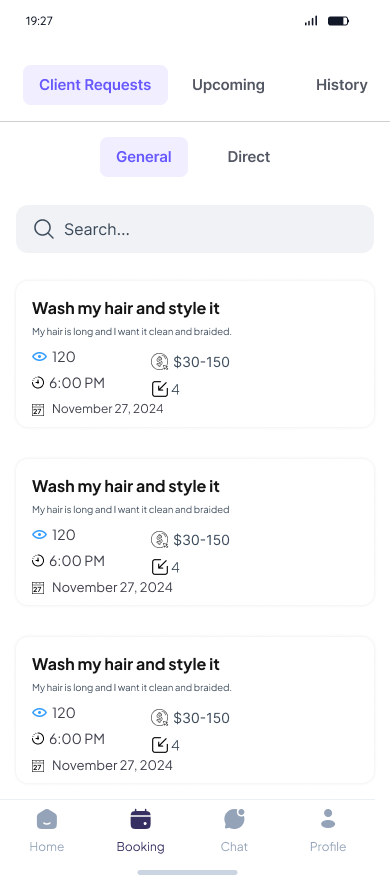 19:27
Client Requests Upcoming History
General Direct
Search...
Wash my hair and style it
My hair is long and I want it clean and braided.
120 $30-150
6:00 PM 4
27 November 27, 2024
Wash my hair and style it
My hair is long and I want it clean and braided
120 $30-150
6:00 PM 4
27 November 27, 2024
Wash my hair and style it
My hair is long and I want it clean and braided.
120 $30-150
6:00 PM 4
27 November 27, 2024
Home Booking Chat Profile